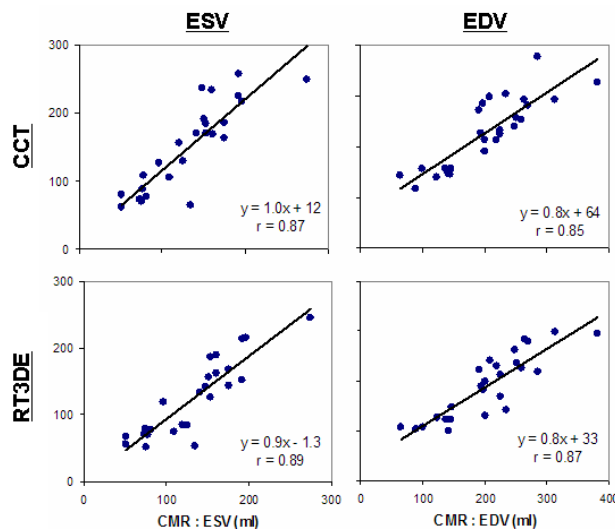 ESV EDV
CCT
300
200
100
0
y = 1.0x + 12
r = 0.87
y = 0.8x + 64
r = 0.85
RT3DE
300
200
100
0
y = 0.9x - 1.3
r = 0.89
y = 0.8x + 33
r = 0.87
0 100 200 300
0 100 200 300 400
CMR : ESV (ml) CMR : EDV (ml)